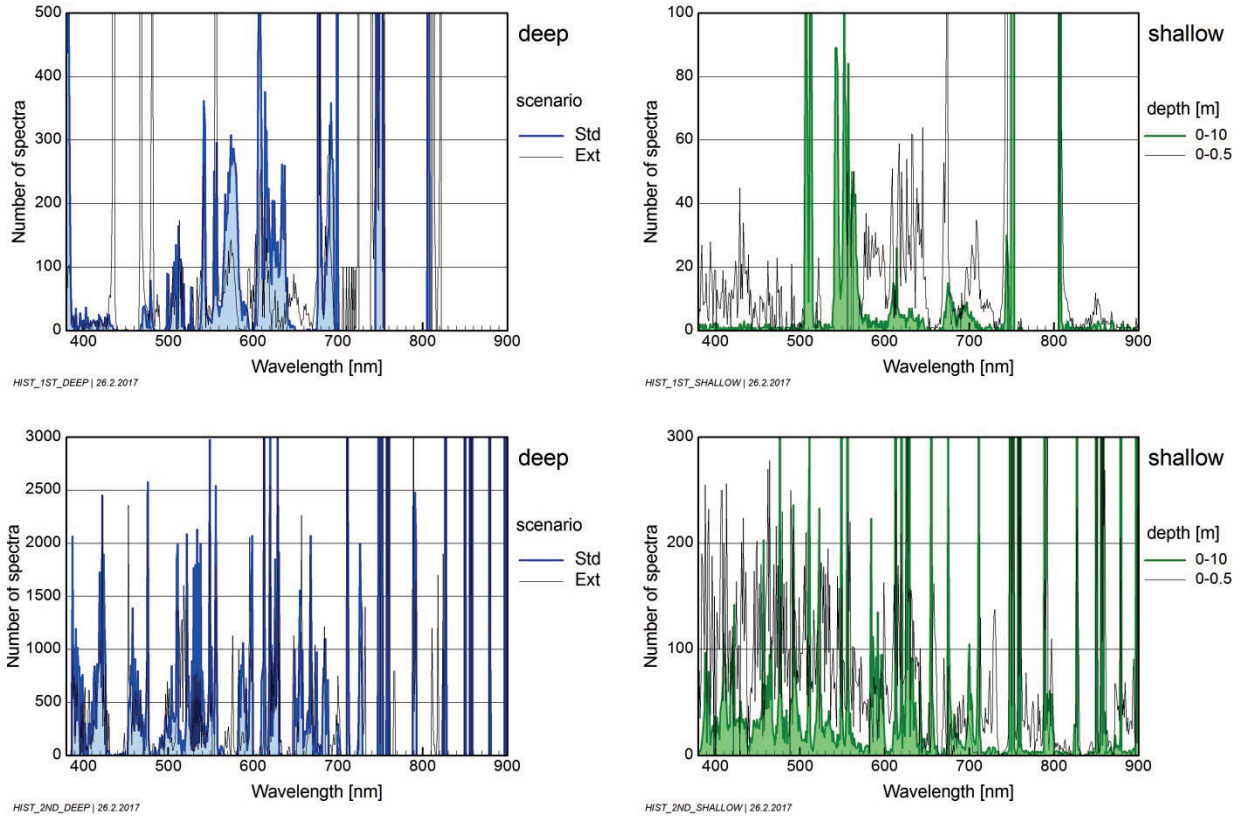 500
400
300
200
100
0
Number of spectra
400 500 600 700 800 900
Wavelength [nm]
deep
scenario
Std
Ext
HIST_1ST_DEEP | 26.2.2017
100
80
60
40
20
0
Number of spectra
400 500 600 700 800 900
Wavelength [nm]
shallow
depth [m]
0-10
0-0.5
HIST_1ST_SHALLOW | 26.2.2017
3000
2500
2000
1500
1000
500
0
Number of spectra
400 500 600 700 800 900
Wavelength [nm]
deep
scenario
Std
Ext
HIST_2ND_DEEP | 26.2.2017
300
200
100
0
Number of spectra
400 500 600 700 800 900
Wavelength [nm]
shallow
depth [m]
0-10
0-0.5
HIST_2ND_SHALLOW | 26.2.2017